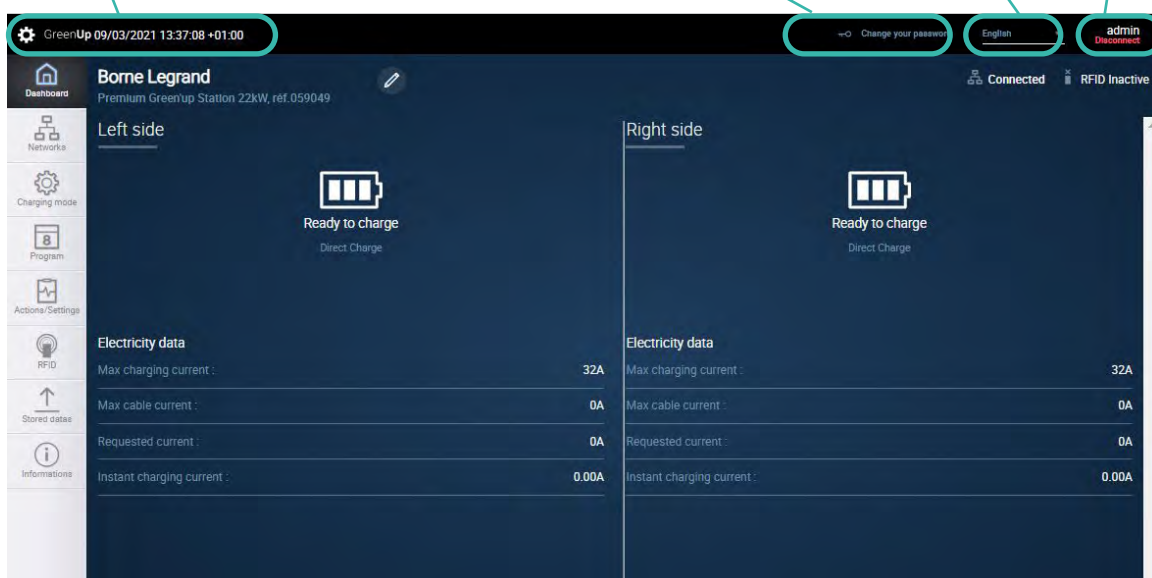 GreenUp 09/03/2021 13:37:08 +01:00
Change your passwor
English
admin
Disconnect
Dashboard
Borne Legrand
Premium Green'up Station 22kW, réf.059049
Connected
RFID Inactive
Networks
Charging mode
8
Program
Actions/Settings
RFID
Stored datas
Informations
Left side
Ready to charge
Direct Charge
Electricity data
Max charging current : 32A
Max cable current : 0A
Requested current : 0A
Instant charging current : 0.00A
Right side
Ready to charge
Direct Charge
Electricity data
Max charging current : 32A
Max cable current : 0A
Requested current : 0A
Instant charging current : 0.00A